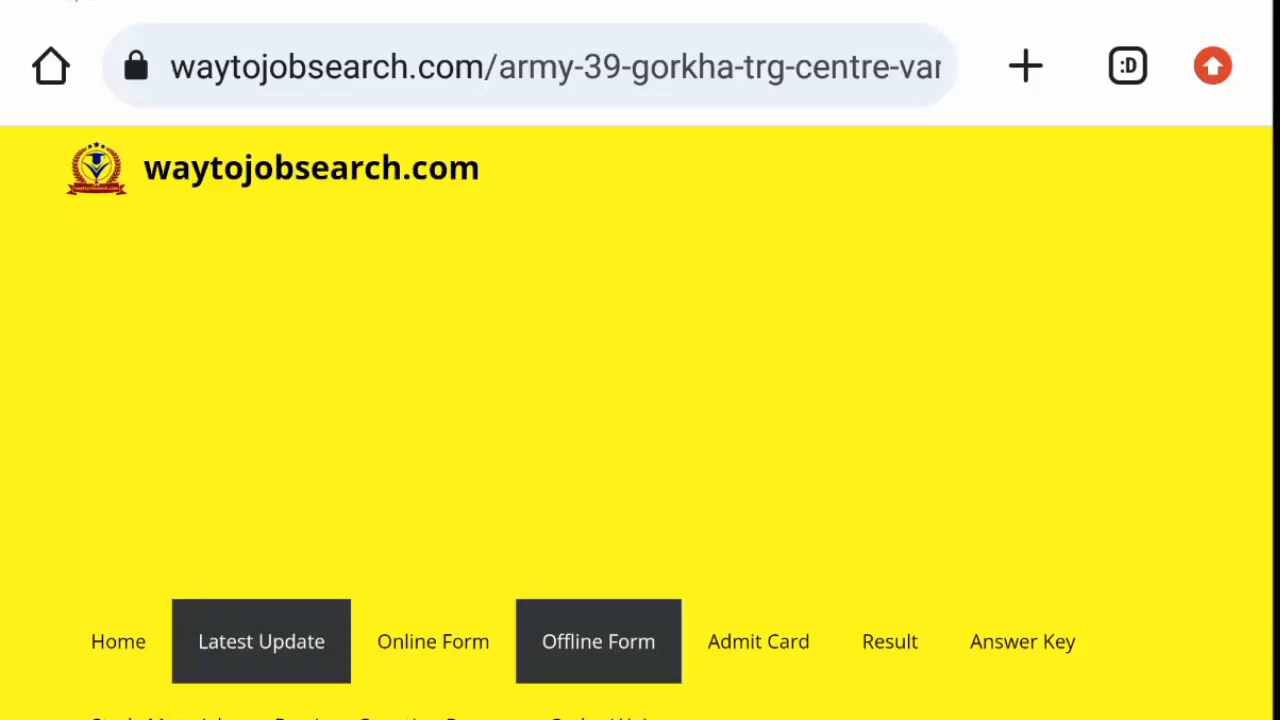 waytojobsearch.com/army-39-gorkha-trg-centre-var
:D
waytojobsearch.com
Home Latest Update Online Form Offline Form Admit Card Result Answer Key